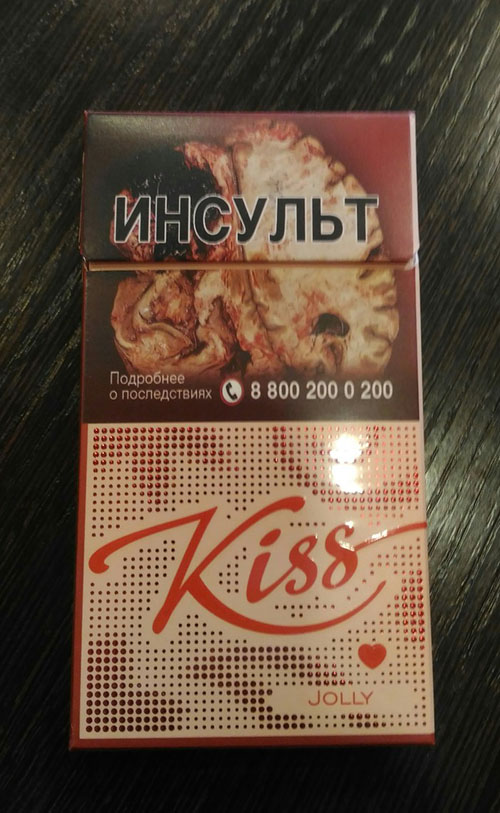 ИНСУЛЬТ
Подробнее
о последствиях 8 800 200 0 200
Kiss
JOLLY